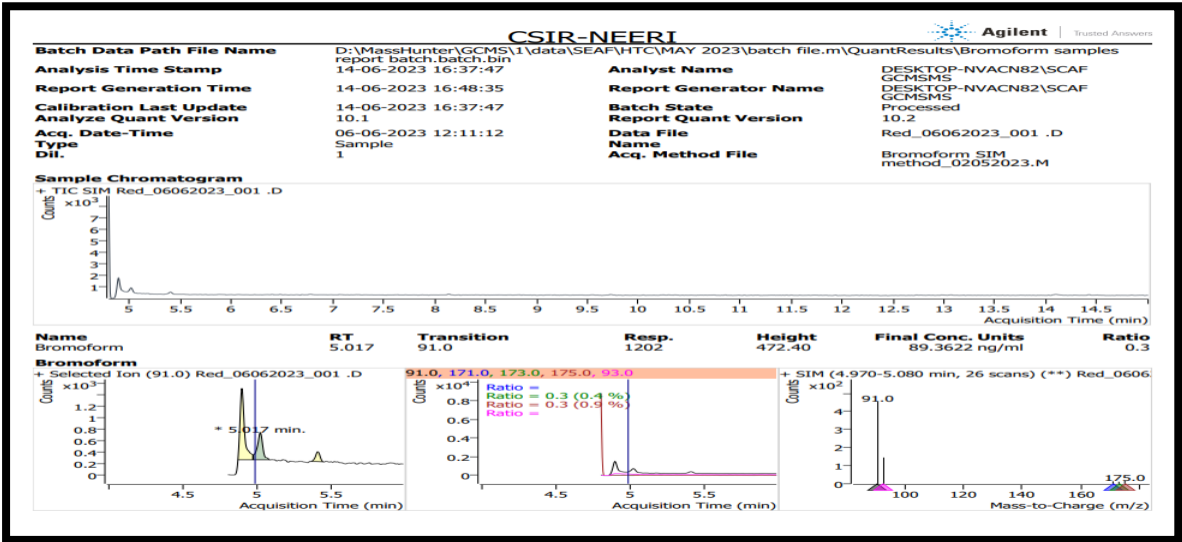 CSIR-NEERI
Agilent | Trusted Answers
Batch Data Path File Name D:\MassHunter\GCMS\1\data\SEAF\HTC\MAY 2023\batch file.m\QuantResults\Bromoform samples
report batch.batch.bin
Analysis Time Stamp 14-06-2023 16:37:47 Analyst Name DESKTOP-NVACN82\SCAF
GCMSMS
Report Generation Time 14-06-2023 16:48:35 Report Generator Name DESKTOP-NVACN82\SCAF
GCMSMS
Calibration Last Update 14-06-2023 16:37:47 Batch State Processed
Analyze Quant Version 10.1 Report Quant Version 10.2
Acq. Date-Time 06-06-2023 12:11:12 Data File Red_06062023_001 .D
Type Sample Name
Dil. 1 Acq. Method File Bromoform SIM
method_02052023.M
Sample Chromatogram
+ TIC SIM Red_06062023_001 .D
Counts
x10³
7
6
5
4
3
2
1
5 5.5 6 6.5 7 7.5 8 8.5 9 9.5 10 10.5 11 11.5 12 12.5 13 13.5 14 14.5
Acquisition Time (min)
Name RT Transition Resp. Height Final Conc. Units Ratio
Bromoform 5.017 91.0 1202 472.40 89.3622 ng/ml 0.3
Bromoform
+ Selected Ion (91.0) Red_06062023_001 .D
Counts
x10³
1.2
1
0.8
0.6
0.4
0.2
0
* 5.017 min.
4.5 5 5.5
Acquisition Time (min)
91.0, 171.0, 173.0, 175.0, 93.0
Counts
x10⁴
0.8
0.6
0.4
0.2
0
Ratio =
Ratio = 0.3 (0.4 %)
Ratio = 0.3 (0.9 %)
Ratio =
4.5 5 5.5
Acquisition Time (min)
+ SIM (4.970-5.080 min, 26 scans) (**) Red_0606
Counts
x10²
4
3
2
1
0
91.0
175.0
100 120 140 160
Mass-to-Charge (m/z)